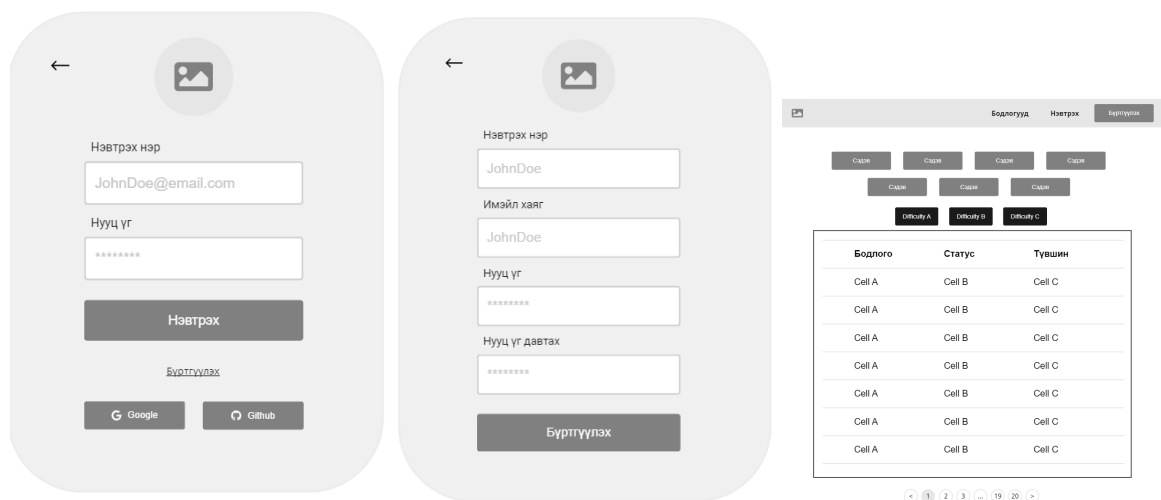 Нэвтрэх нэр
JohnDoe@email.com
Нууц үг
********
Нэвтрэх
Бүртгүүлэх
Google Github
Нэвтрэх нэр
JohnDoe
Имэйл хаяг
JohnDoe
Нууц үг
********
Нууц үг давтах
********
Бүртгүүлэх
Бодлогууд Нэвтрэх Бүртгүүлэх
Сэдэв Сэдэв Сэдэв Сэдэв
Сэдэв Сэдэв Сэдэв
Difficulty A Difficulty B Difficulty C
Бодлого Статус Түвшин
Cell A Cell B Cell C
Cell A Cell B Cell C
Cell A Cell B Cell C
Cell A Cell B Cell C
Cell A Cell B Cell C
Cell A Cell B Cell C
Cell A Cell B Cell C
< 1 2 3 ... 19 20 >